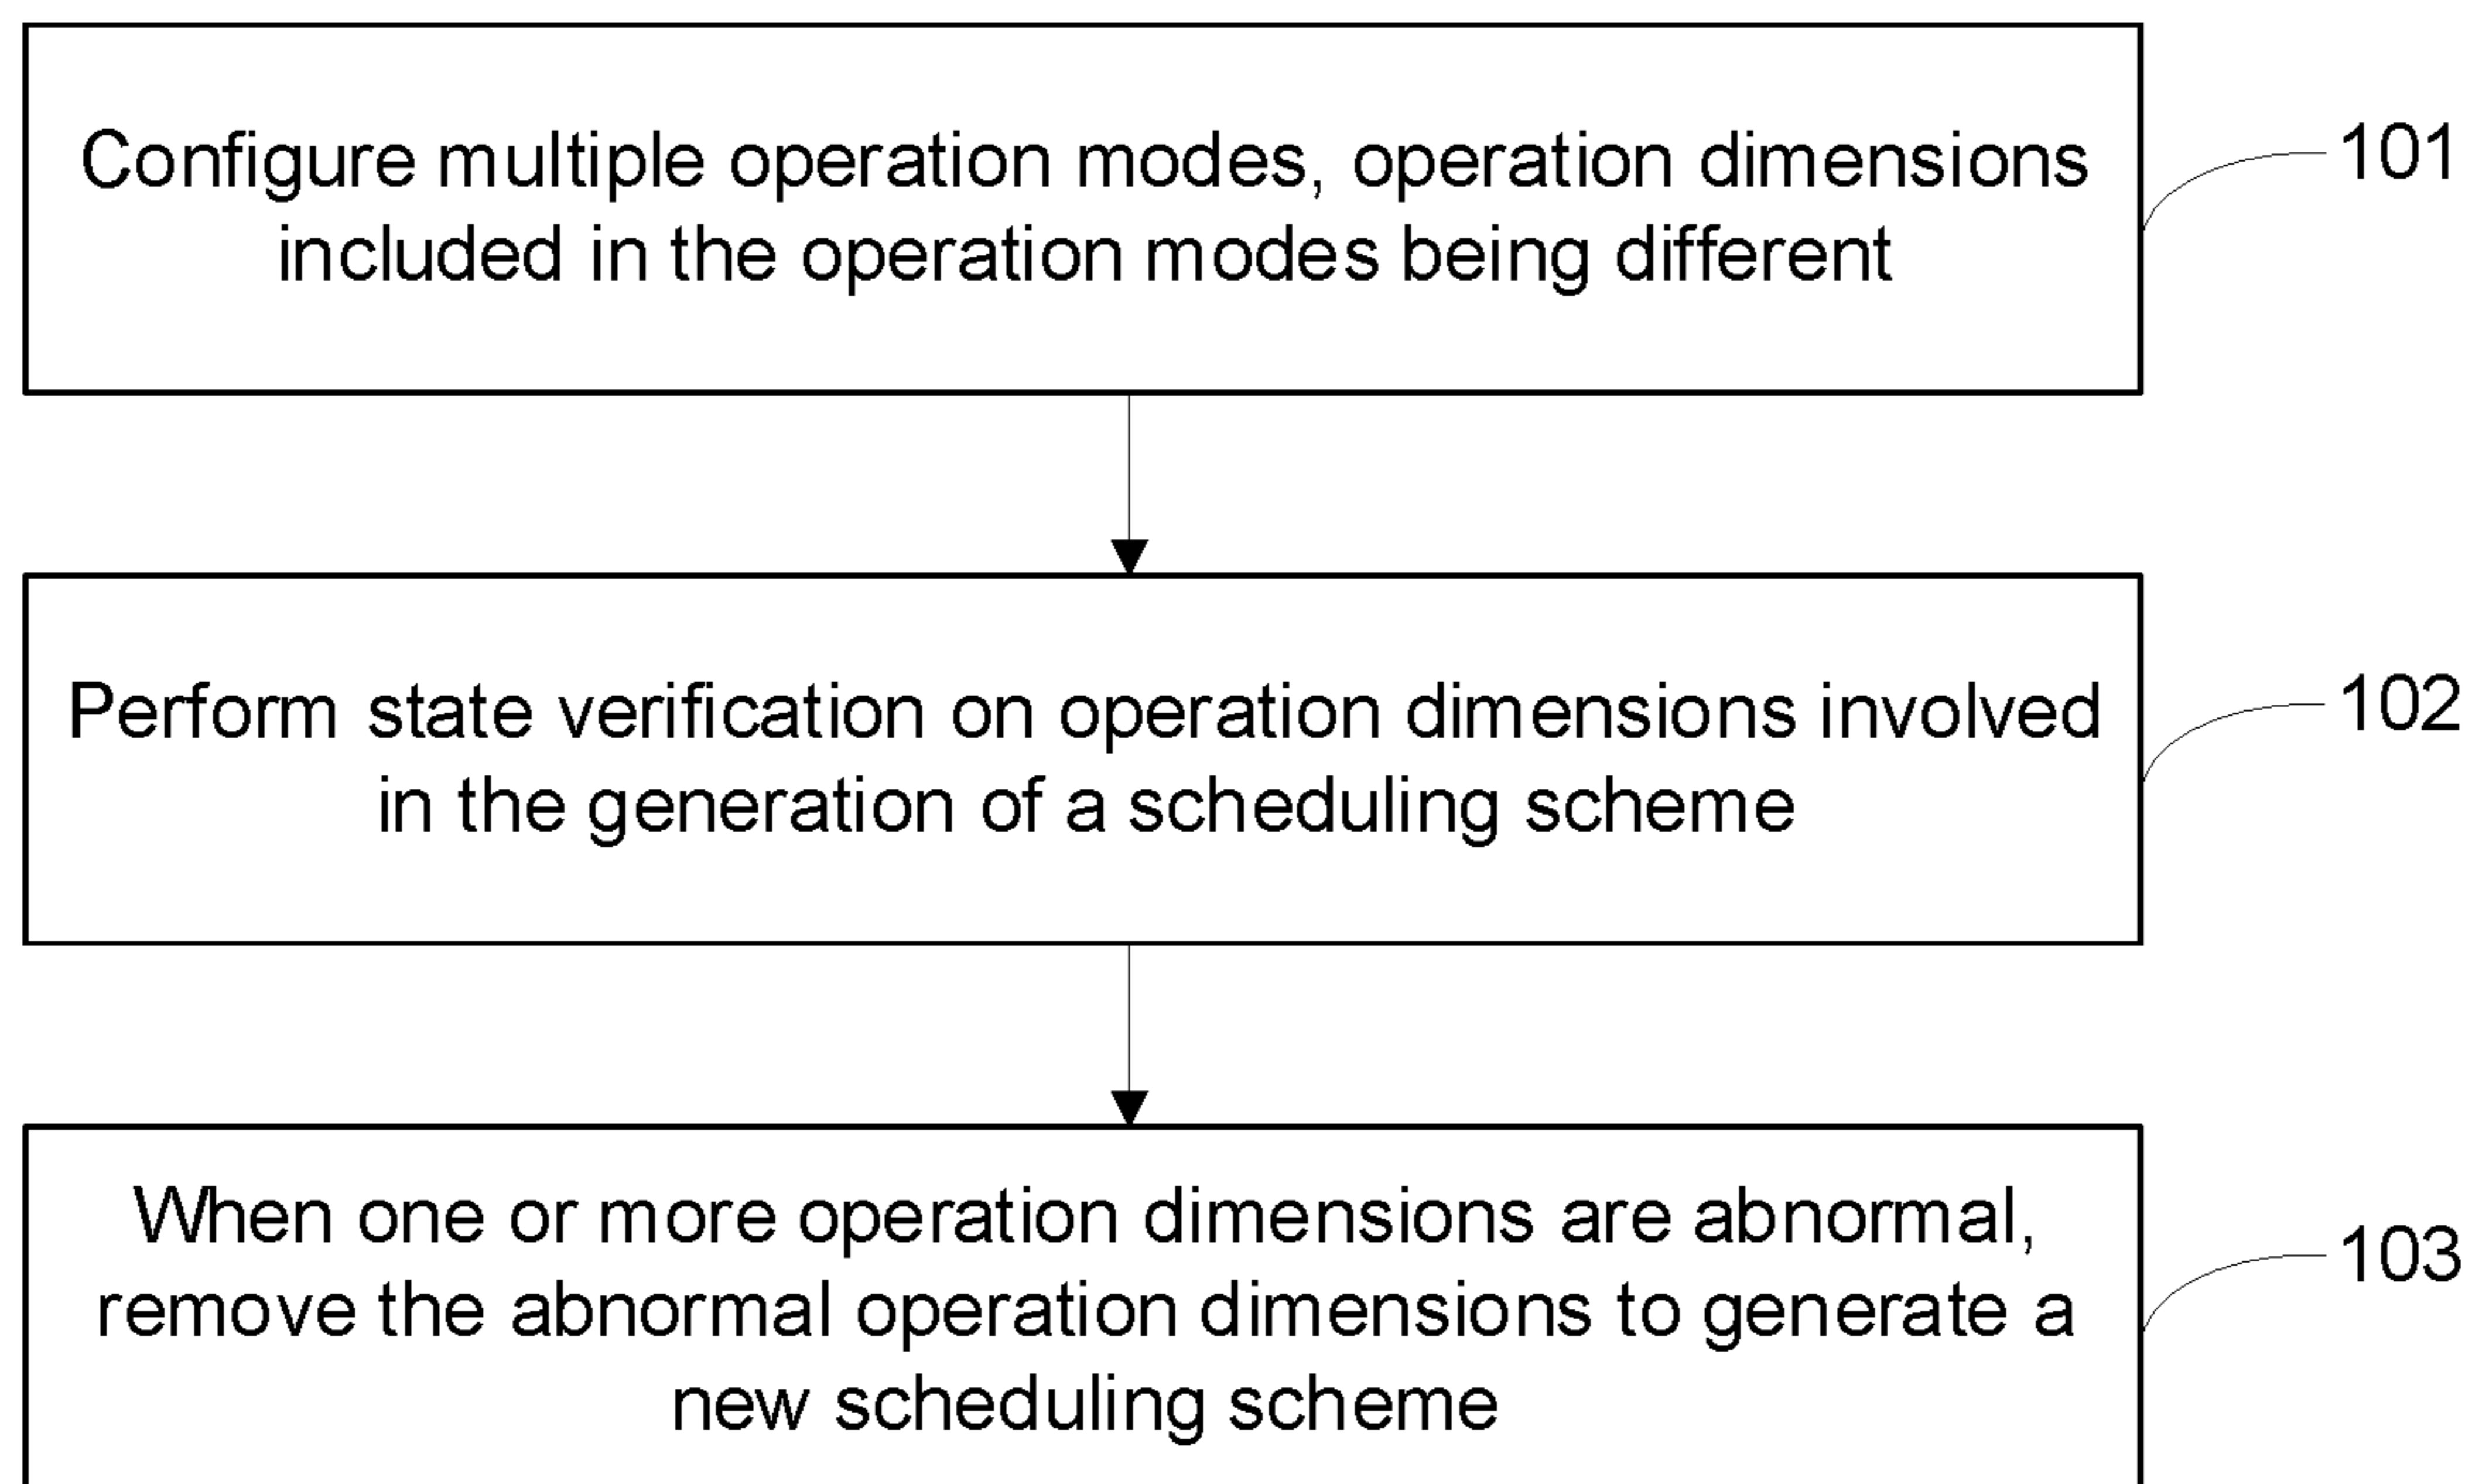 Configure multiple operation modes, operation dimensions
included in the operation modes being different
101
Perform state verification on operation dimensions involved
in the generation of a scheduling scheme
102
When one or more operation dimensions are abnormal,
remove the abnormal operation dimensions to generate a
new scheduling scheme
103